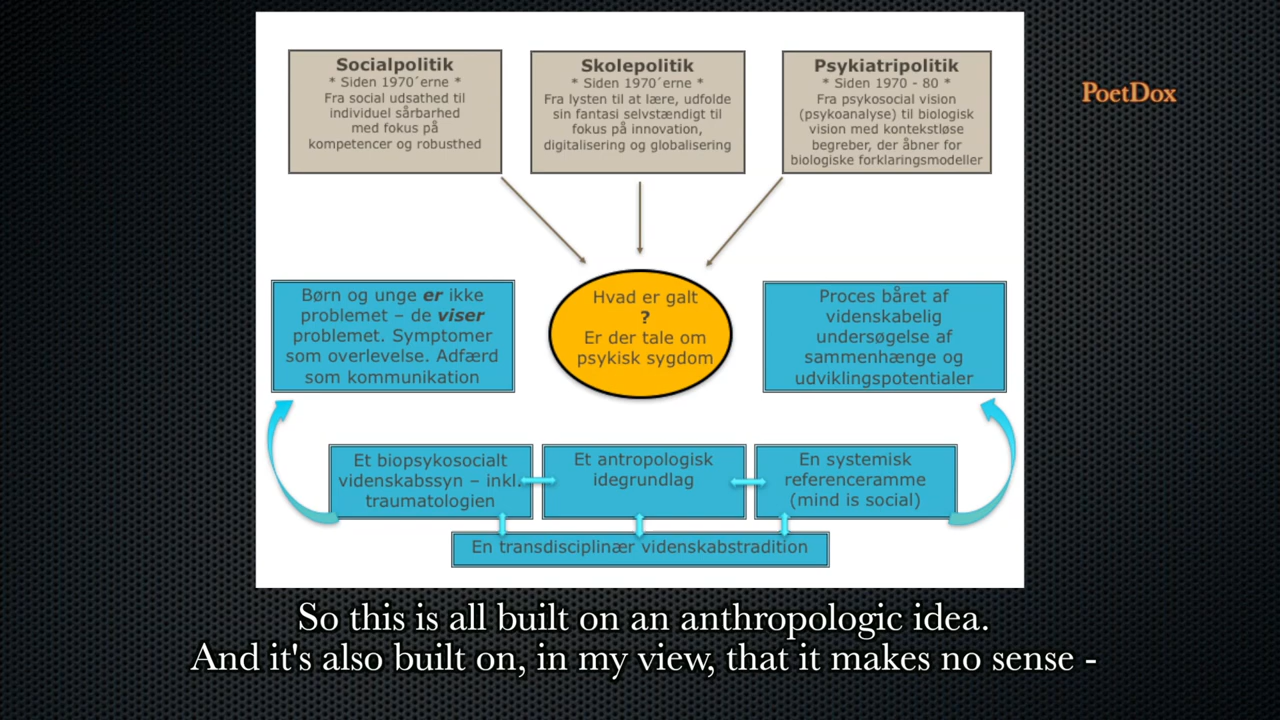 Socialpolitik
* Siden 1970´erne *
Fra social udsathed til
individuel sårbarhed
med fokus på
kompetencer og robusthed
Skolepolitik
* Siden 1970´erne *
Fra lysten til at lære, udfolde
sin fantasi selvstændigt til
fokus på innovation,
digitalisering og globalisering
Psykiatripolitik
* Siden 1970 - 80 *
Fra psykosocial vision
(psykoanalyse) til biologisk
vision med kontekstløse
begreber, der åbner for
biologiske forklaringsmodeller
PoetDox
Børn og unge er ikke
problemet – de viser
problemet. Symptomer
som overlevelse. Adfærd
som kommunikation
Hvad er galt
?
Er der tale om
psykisk sygdom
Proces båret af
videnskabelig
undersøgelse af
sammenhænge og
udviklingspotentialer
Et biopsykosocialt
videnskabssyn – inkl.
traumatologien
Et antropologisk
idegrundlag
En systemisk
referenceramme
(mind is social)
En transdisciplinær videnskabstradition
So this is all built on an anthropologic idea.
And it's also built on, in my view, that it makes no sense -